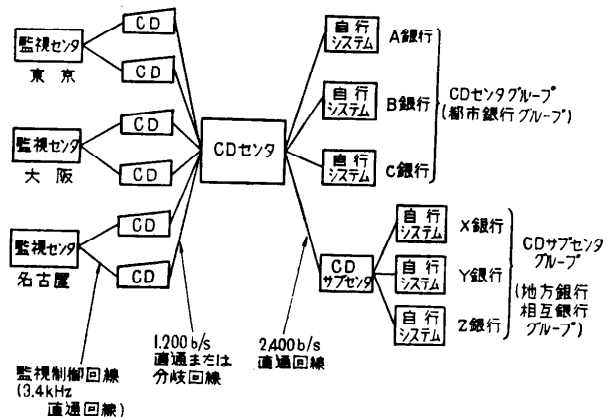 監視センタ
東京
CD
CD
監視センタ
大阪
CD
CD
監視センタ
名古屋
CD
CD
CDセンタ
自行
システム
A銀行
自行
システム
B銀行
自行
システム
C銀行
CDセンタグループ
(都市銀行グループ)
CD
サブセンタ
自行
システム
X銀行
自行
システム
Y銀行
自行
システム
Z銀行
CDサブセンタ
グループ
(地方銀行
相互銀行
グループ)
監視制御回線
(3.4kHz
直通回線)
1,200b/s
直通または
分岐回線
2,400b/s
直通回線